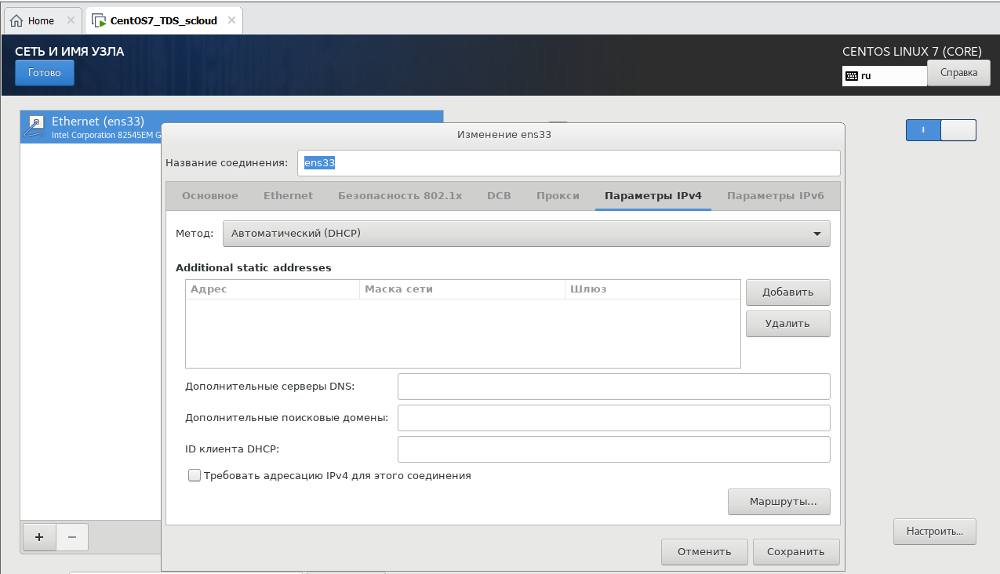 Home
CentOS7_TDS_scloud
СЕТЬ И ИМЯ УЗЛА
CENTOS LINUX 7 (CORE)
Готово
ru
Справка
Ethernet (ens33)
Intel Corporation 82545EM G
Изменение ens33
Название соединения: ens33
Основное Ethernet Безопасность 802.1x DCB Прокси Параметры IPv4 Параметры IPv6
Метод: Автоматический (DHCP)
Additional static addresses
Адрес Маска сети Шлюз
Добавить
Удалить
Дополнительные серверы DNS:
Дополнительные поисковые домены:
ID клиента DHCP:
Требовать адресацию IPv4 для этого соединения
Маршруты...
Настроить...
Отменить Сохранить